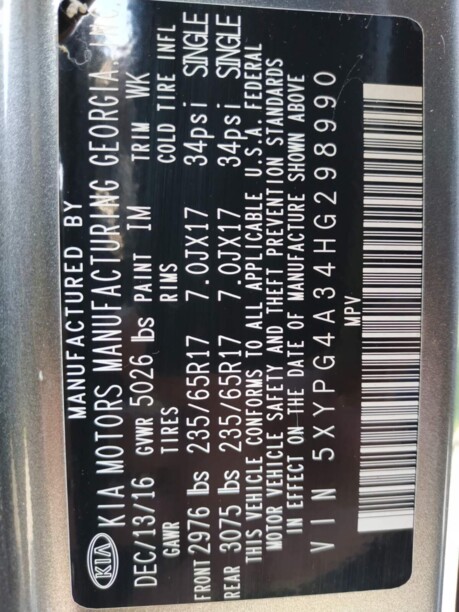 MANUFACTURED BY
KIA KIA MOTORS MANUFACTURING GEORGIA, INC.
DEC/13/16 GVWR 5026 lbs PAINT IM TRIM WK
GAWR TIRES RIMS COLD TIRE INFL
FRONT 2976 lbs 235/65R17 7.0JX17 34psi SINGLE
REAR 3075 lbs 235/65R17 7.0JX17 34psi SINGLE
THIS VEHICLE CONFORMS TO ALL APPLICABLE U.S.A. FEDERAL
MOTOR VEHICLE SAFETY AND THEFT PREVENTION STANDARDS
IN EFFECT ON THE DATE OF MANUFACTURE SHOWN ABOVE
VIN 5XYPG4A34HG298990
MPV